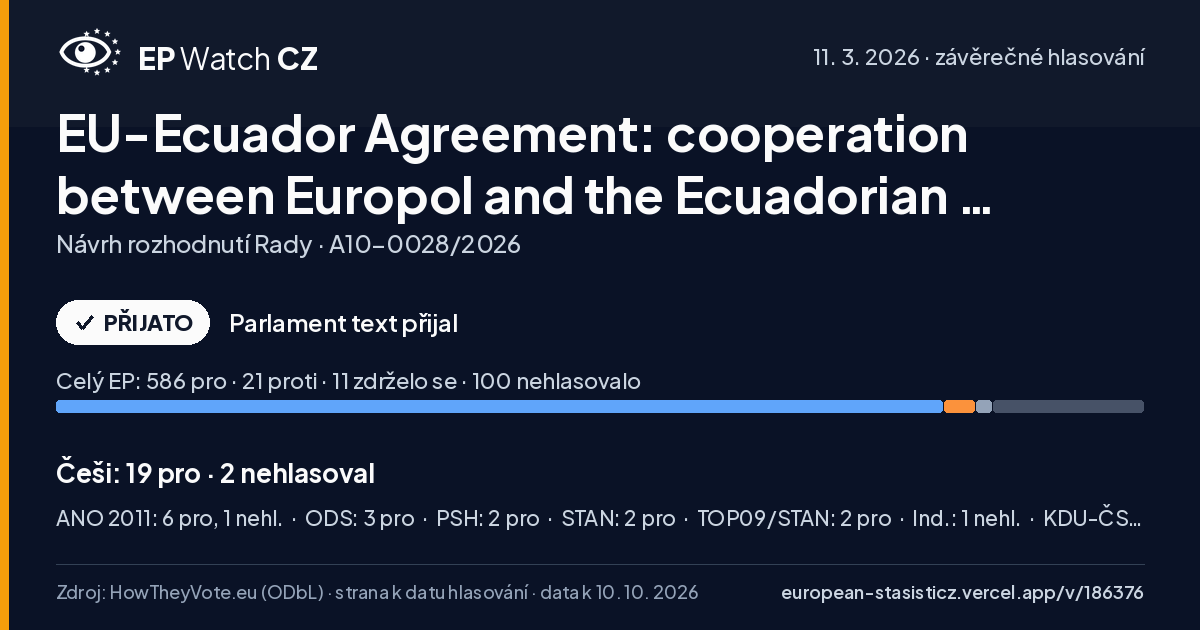 EP Watch CZ
11. 3. 2026 · závěrečné hlasování
EU–Ecuador Agreement: cooperation
between Europol and the Ecuadorian …
Návrh rozhodnutí Rady · A10–0028/2026
✓ PŘIJATO
Parlament text přijal
Celý EP: 586 pro · 21 proti · 11 zdrželo se · 100 nehlasovalo
Češi: 19 pro · 2 nehlasoval
ANO 2011: 6 pro, 1 nehl. · ODS: 3 pro · PSH: 2 pro · STAN: 2 pro · TOP09/STAN: 2 pro · Ind.: 1 nehl. · KDU-ČS…
Zdroj: HowTheyVote.eu (ODbL) · strana k datu hlasování · data k 10. 10. 2026
european-stasisticz.vercel.app/v/186376